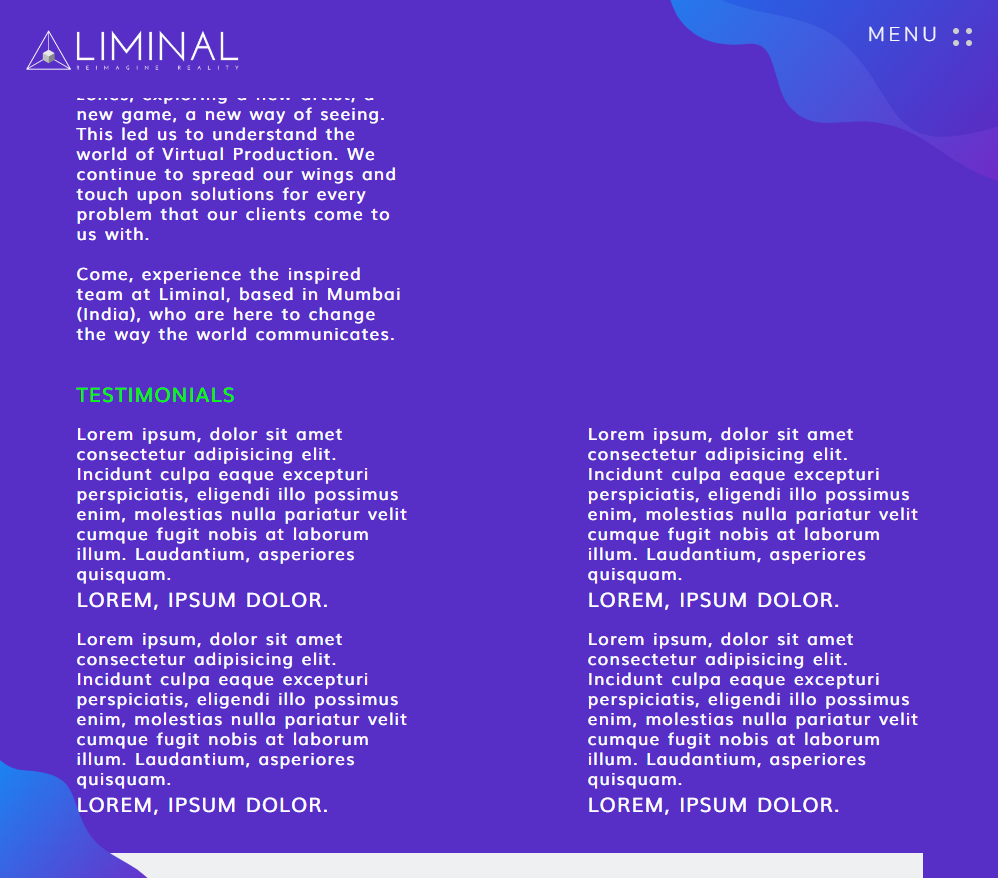 LIMINAL
REIMAGINE REALITY
MENU
zones, exploring a new artist, a
new game, a new way of seeing.
This led us to understand the
world of Virtual Production. We
continue to spread our wings and
touch upon solutions for every
problem that our clients come to
us with.
Come, experience the inspired
team at Liminal, based in Mumbai
(India), who are here to change
the way the world communicates.
TESTIMONIALS
Lorem ipsum, dolor sit amet
consectetur adipisicing elit.
Incidunt culpa eaque excepturi
perspiciatis, eligendi illo possimus
enim, molestias nulla pariatur velit
cumque fugit nobis at laborum
illum. Laudantium, asperiores
quisquam.
LOREM, IPSUM DOLOR.
Lorem ipsum, dolor sit amet
consectetur adipisicing elit.
Incidunt culpa eaque excepturi
perspiciatis, eligendi illo possimus
enim, molestias nulla pariatur velit
cumque fugit nobis at laborum
illum. Laudantium, asperiores
quisquam.
LOREM, IPSUM DOLOR.
Lorem ipsum, dolor sit amet
consectetur adipisicing elit.
Incidunt culpa eaque excepturi
perspiciatis, eligendi illo possimus
enim, molestias nulla pariatur velit
cumque fugit nobis at laborum
illum. Laudantium, asperiores
quisquam.
LOREM, IPSUM DOLOR.
Lorem ipsum, dolor sit amet
consectetur adipisicing elit.
Incidunt culpa eaque excepturi
perspiciatis, eligendi illo possimus
enim, molestias nulla pariatur velit
cumque fugit nobis at laborum
illum. Laudantium, asperiores
quisquam.
LOREM, IPSUM DOLOR.